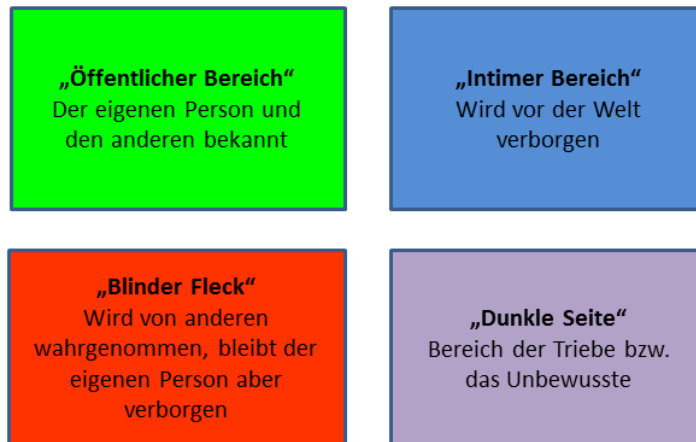 „Öffentlicher Bereich“
Der eigenen Person und
den anderen bekannt
„Intimer Bereich“
Wird vor der Welt
verborgen
„Blinder Fleck“
Wird von anderen
wahrgenommen, bleibt der
eigenen Person aber
verborgen
„Dunkle Seite“
Bereich der Triebe bzw.
das Unbewusste